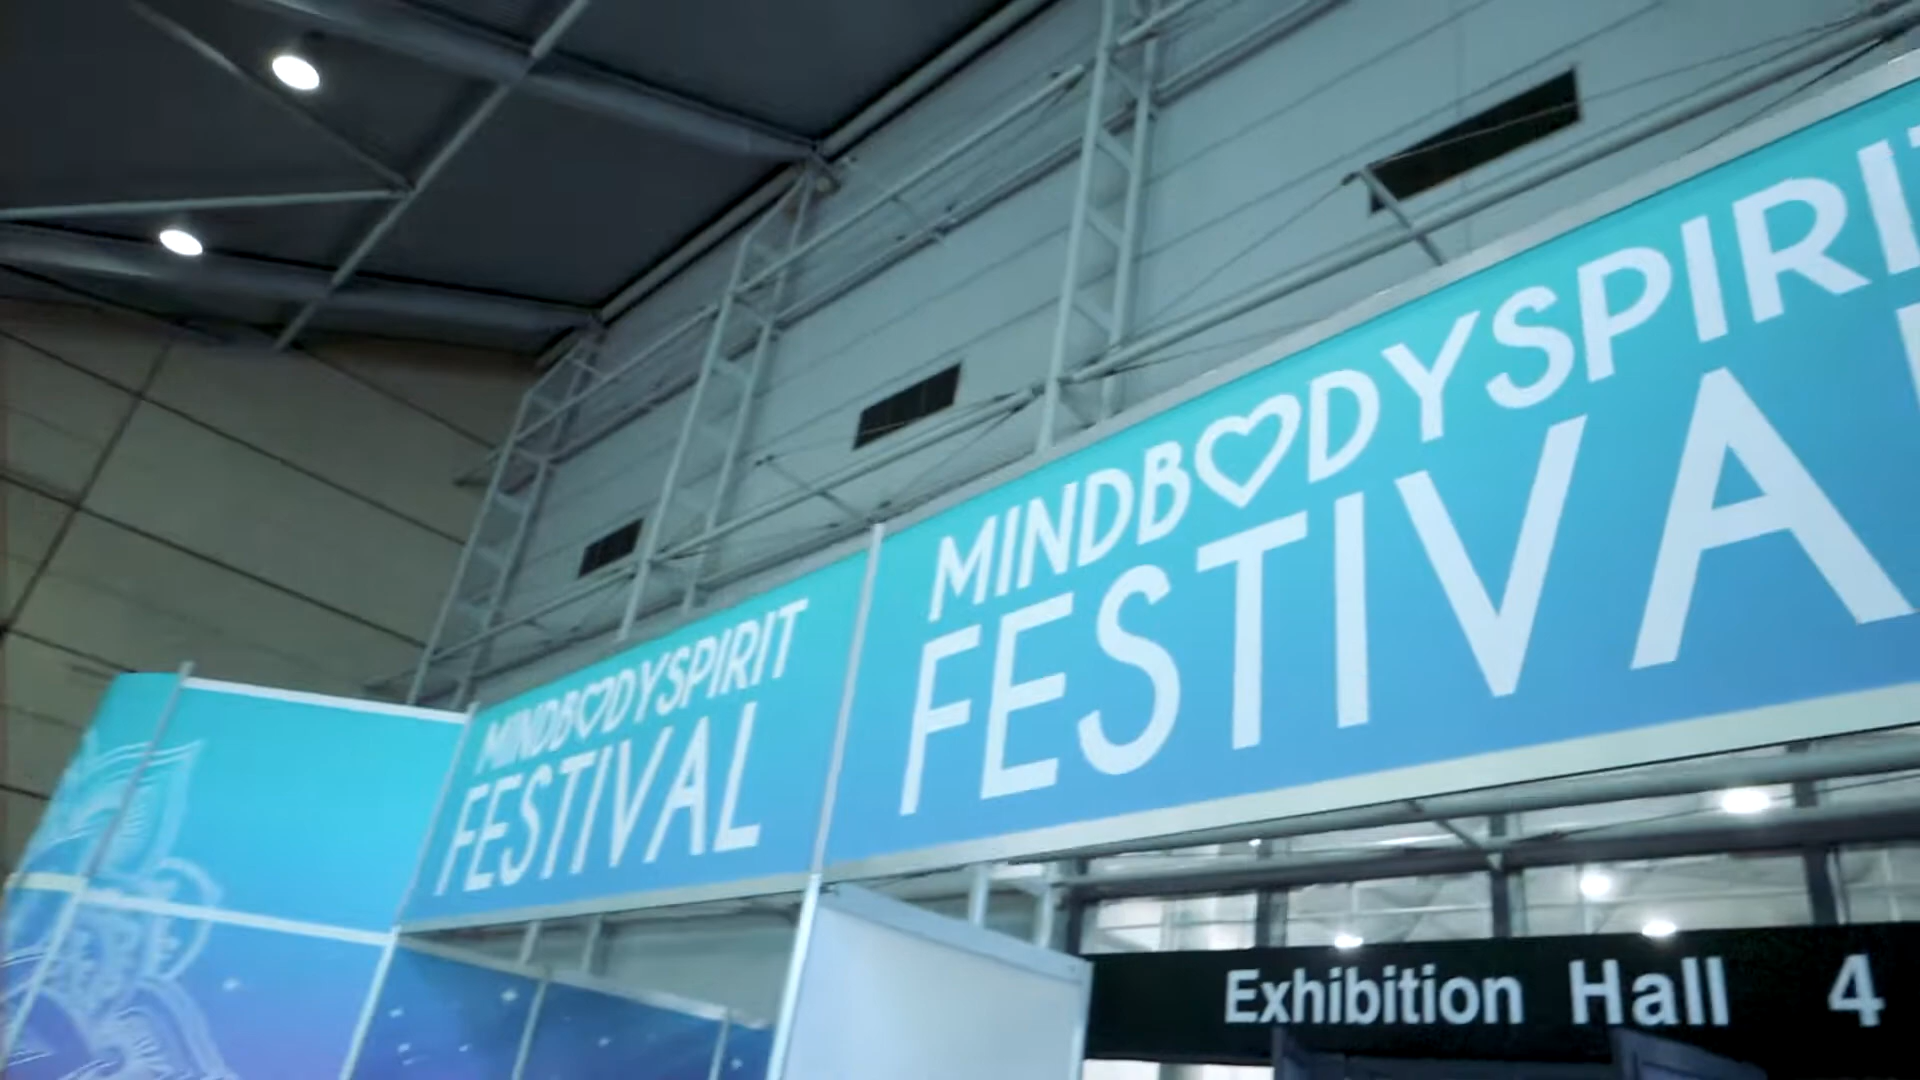 MINDBODYSPIRIT
FESTIVAL
MINDBODYSPIRIT
FESTIVA
Exhibition Hall 4